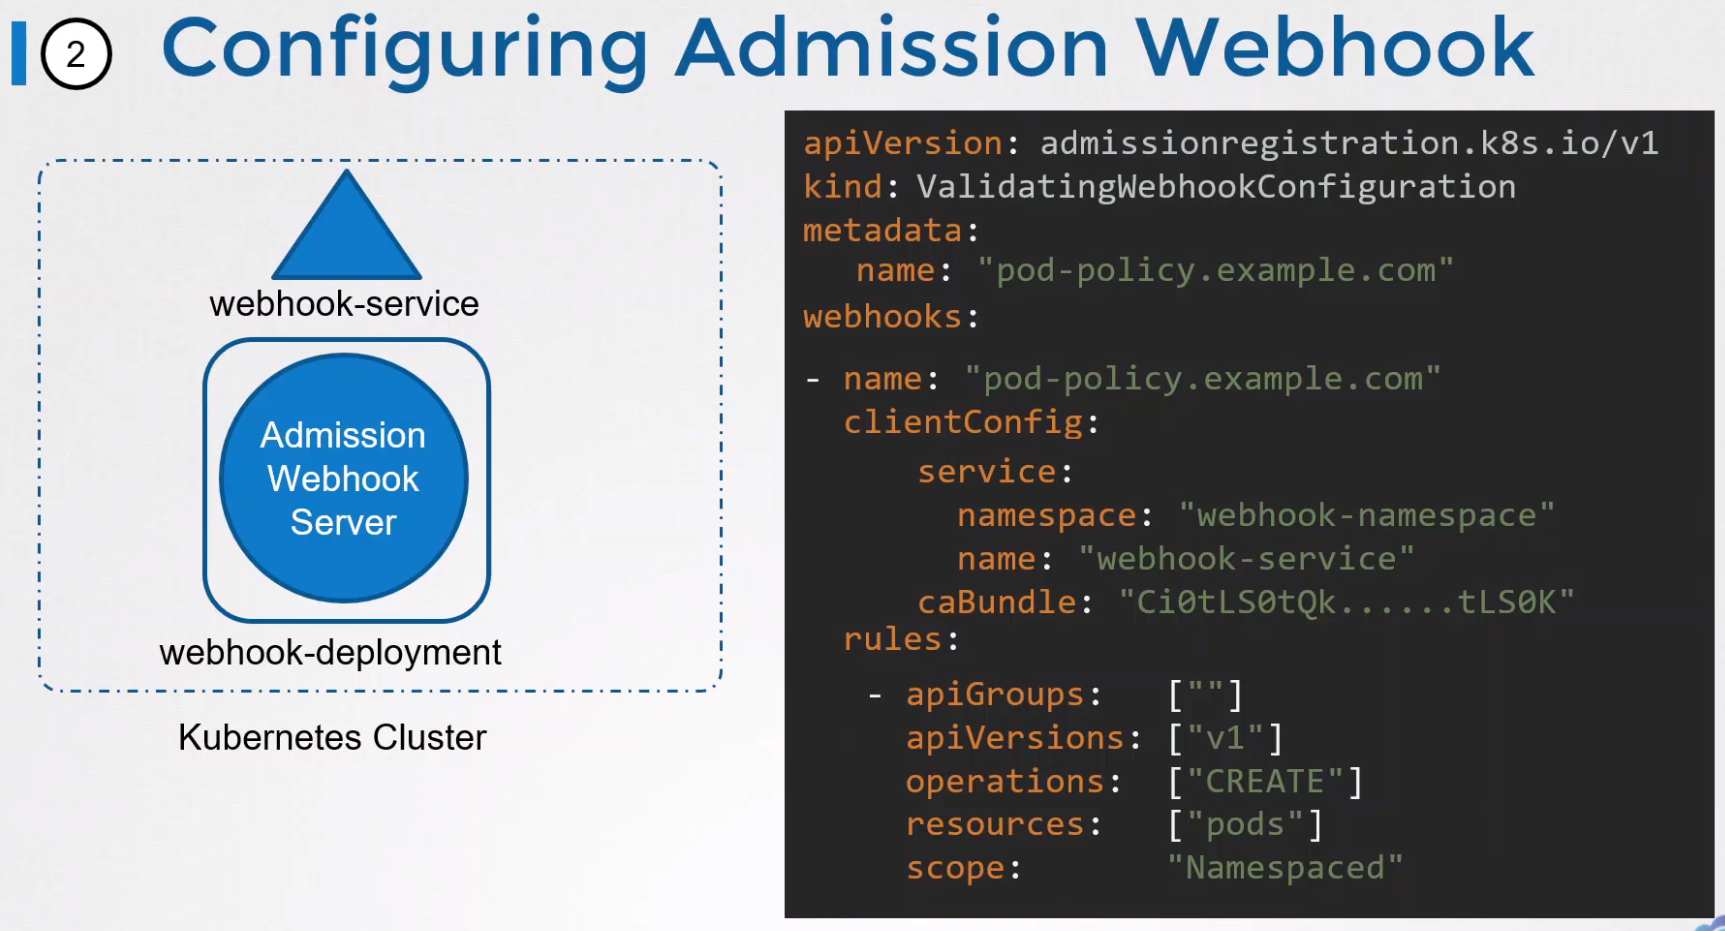 2 Configuring Admission Webhook
webhook-service
Admission
Webhook
Server
webhook-deployment
Kubernetes Cluster
apiVersion: admissionregistration.k8s.io/v1
kind: ValidatingWebhookConfiguration
metadata:
name: "pod-policy.example.com"
webhooks:
- name: "pod-policy.example.com"
clientConfig:
service:
namespace: "webhook-namespace"
name: "webhook-service"
caBundle: "Ci0tLS0tQk......tLS0K"
rules:
- apiGroups: [""]
apiVersions: ["v1"]
operations: ["CREATE"]
resources: ["pods"]
scope: "Namespaced"